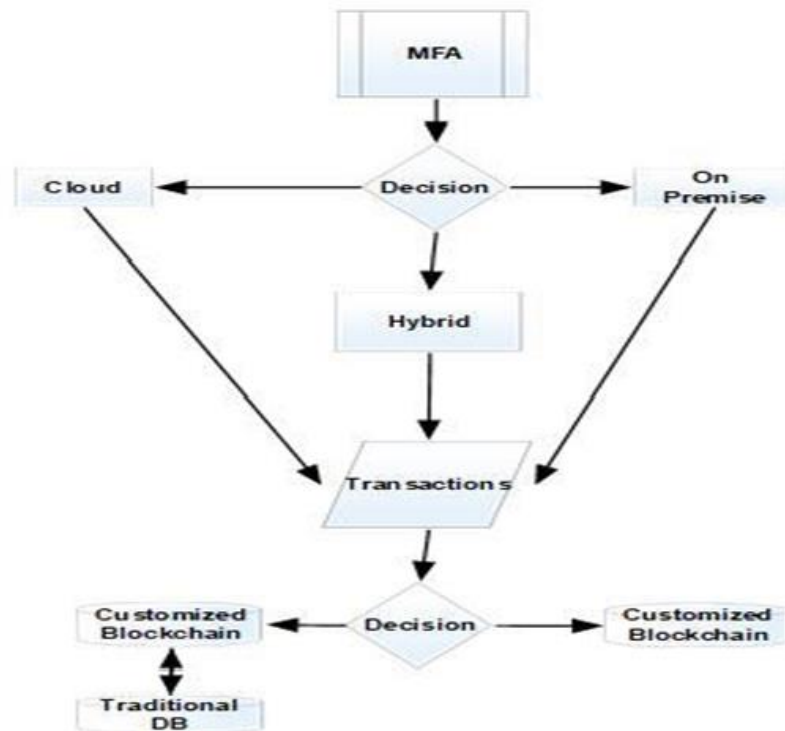 MFA
Cloud
Decision
On
Premise
Hybrid
Transactions
Customized
Blockchain
Decision
Customized
Blockchain
Traditional
DB